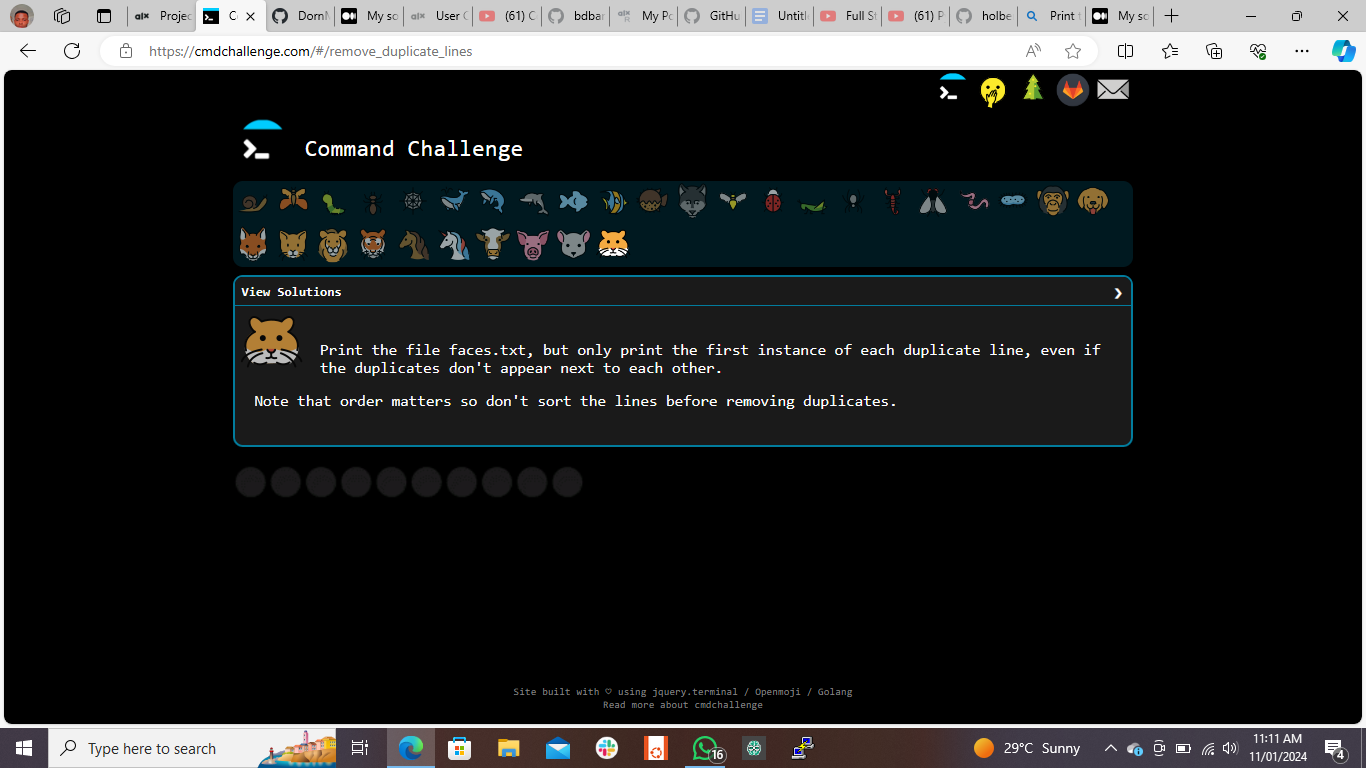 Projec
C
DornM
My so
User C
(61) C
bdbar
My Po
GitHu
Untitl
Full St
(61) P
holbe
Print t
My so
https://cmdchallenge.com/#/remove_duplicate_lines
Command Challenge
View Solutions
Print the file faces.txt, but only print the first instance of each duplicate line, even if
the duplicates don't appear next to each other.
Note that order matters so don't sort the lines before removing duplicates.
Site built with ♡ using jquery.terminal / Openmoji / Golang
Read more about cmdchallenge
Type here to search
16
29°C Sunny
11:11 AM
11/01/2024
4